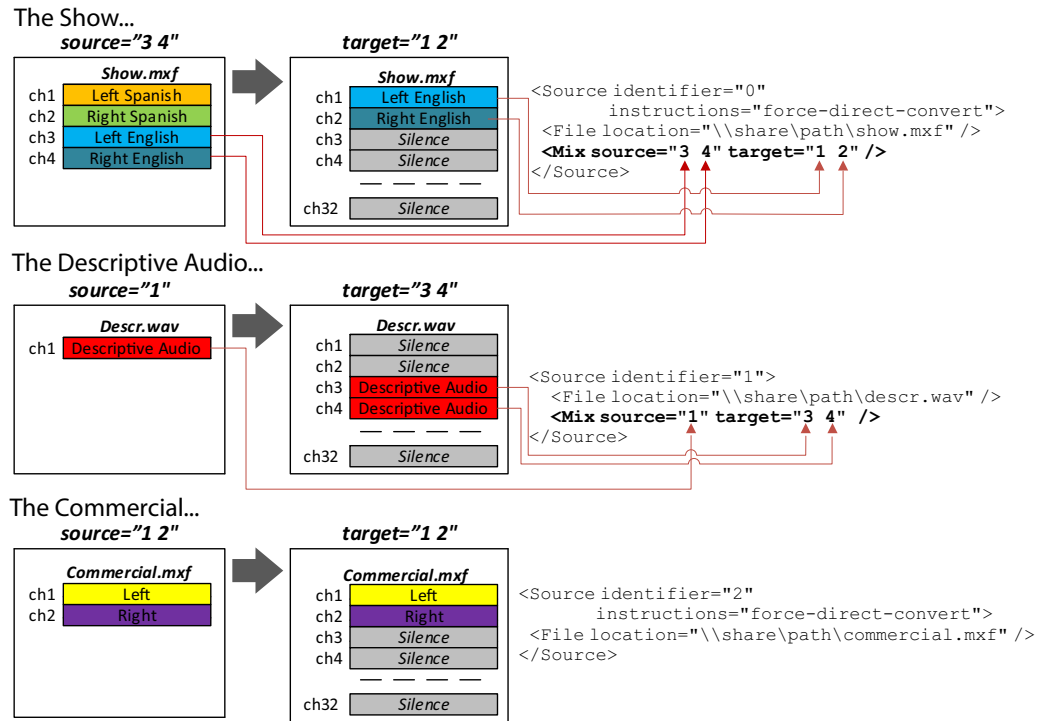 The Show...
source="3 4"
target="1 2"
Show.mxf
ch1 Left Spanish
ch2 Right Spanish
ch3 Left English
ch4 Right English
Show.mxf
ch1 Left English
ch2 Right English
ch3 Silence
ch4 Silence
ch32 Silence
<Source identifier="0"
instructions="force-direct-convert">
<File location="\\share\path\show.mxf" />
<Mix source="3 4" target="1 2" />
</Source>
The Descriptive Audio...
source="1"
target="3 4"
Descr.wav
ch1 Descriptive Audio
Descr.wav
ch1 Silence
ch2 Silence
ch3 Descriptive Audio
ch4 Descriptive Audio
ch32 Silence
<Source identifier="1">
<File location="\\share\path\descr.wav" />
<Mix source="1" target="3 4" />
</Source>
The Commercial...
source="1 2"
target="1 2"
Commercial.mxf
ch1 Left
ch2 Right
Commercial.mxf
ch1 Left
ch2 Right
ch3 Silence
ch4 Silence
ch32 Silence
<Source identifier="2"
instructions="force-direct-convert">
<File location="\\share\path\commercial.mxf" />
</Source>